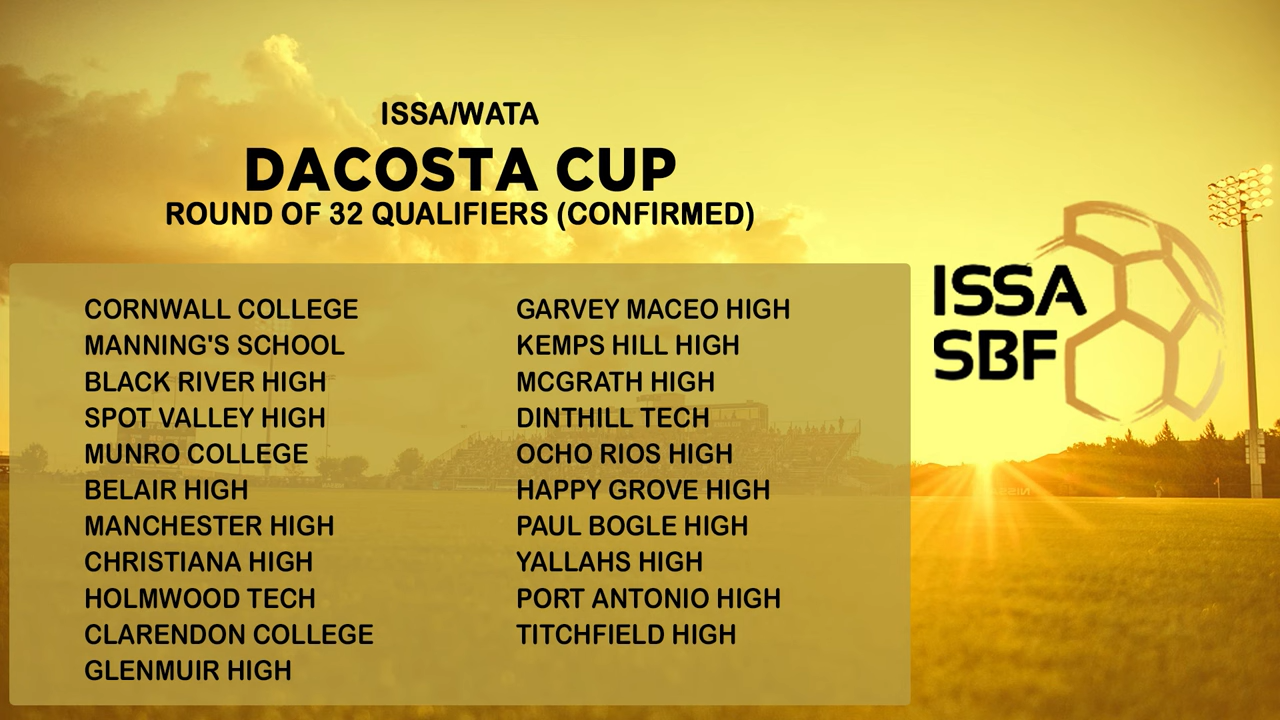 ISSA/WATA
DACOSTA CUP
ROUND OF 32 QUALIFIERS (CONFIRMED)
CORNWALL COLLEGE
MANNING'S SCHOOL
BLACK RIVER HIGH
SPOT VALLEY HIGH
MUNRO COLLEGE
BELAIR HIGH
MANCHESTER HIGH
CHRISTIANA HIGH
HOLMWOOD TECH
CLARENDON COLLEGE
GLENMUIR HIGH
GARVEY MACEO HIGH
KEMPS HILL HIGH
MCGRATH HIGH
DINTHILL TECH
OCHO RIOS HIGH
HAPPY GROVE HIGH
PAUL BOGLE HIGH
YALLAHS HIGH
PORT ANTONIO HIGH
TITCHFIELD HIGH
ISSA
SBF